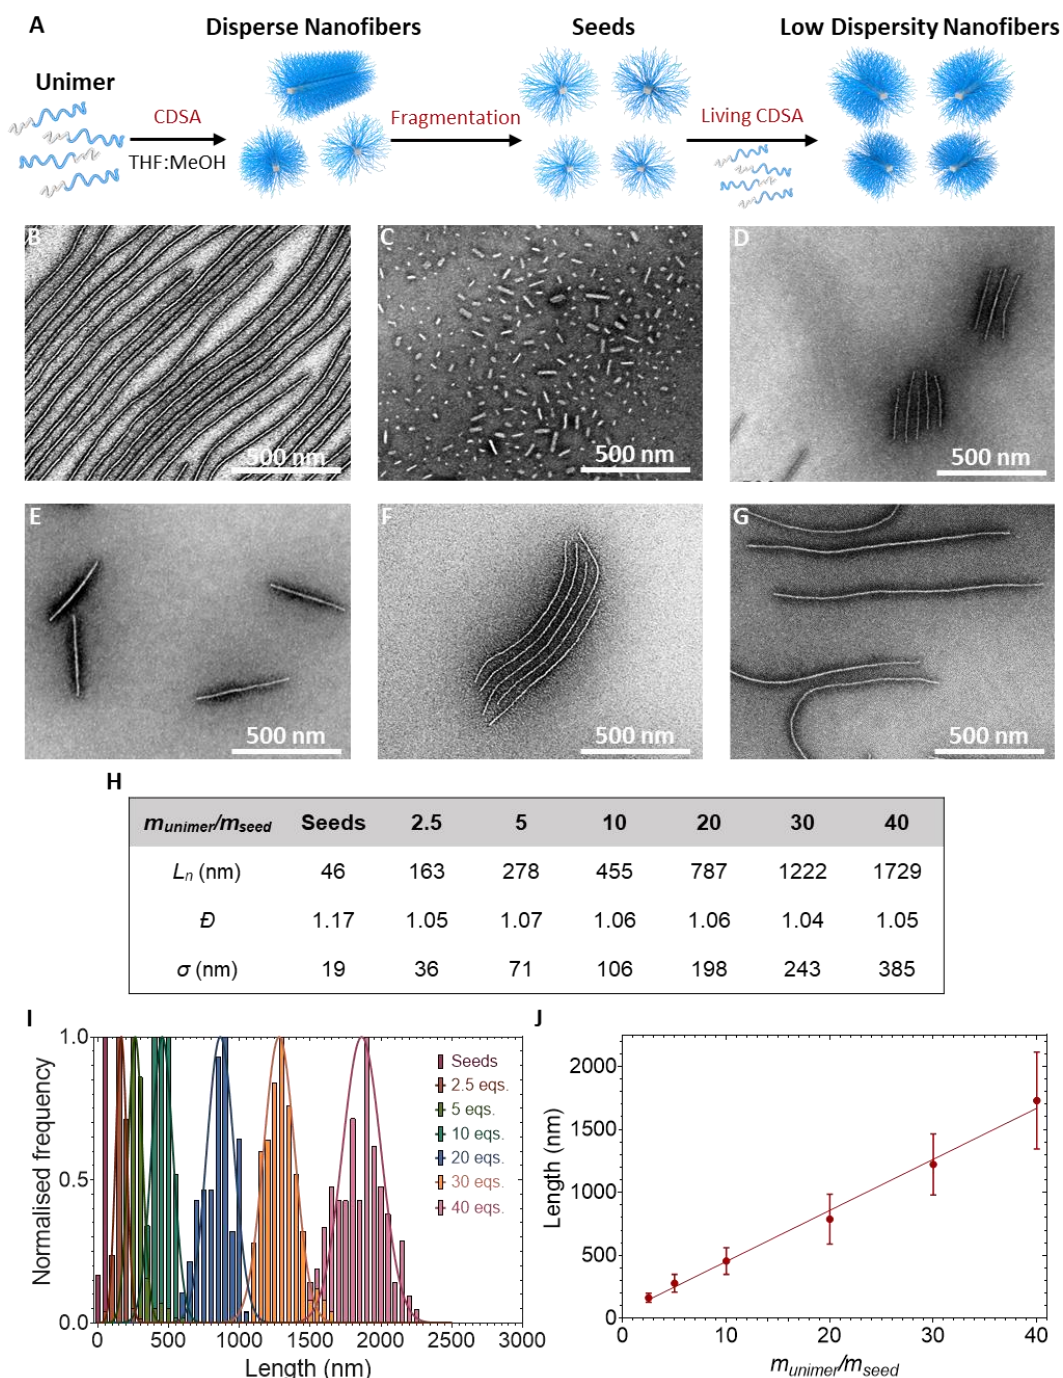 A
Disperse Nanofibers
Seeds
Low Dispersity Nanofibers
Unimer
CDSA
THF:MeOH
Fragmentation
Living CDSA
B
500 nm
C
500 nm
D
500 nm
E
500 nm
F
500 nm
G
500 nm
H
m_unimer/m_seed Seeds 2.5 5 10 20 30 40
L_n (nm) 46 163 278 455 787 1222 1729
Đ 1.17 1.05 1.07 1.06 1.06 1.04 1.05
σ (nm) 19 36 71 106 198 243 385
I
Normalised frequency
1.0
0.5
0.0
0 500 1000 1500 2000 2500 3000
Length (nm)
Seeds
2.5 eqs.
5 eqs.
10 eqs.
20 eqs.
30 eqs.
40 eqs.
J
Length (nm)
2000
1500
1000
500
0
0 10 20 30 40
m_unimer/m_seed